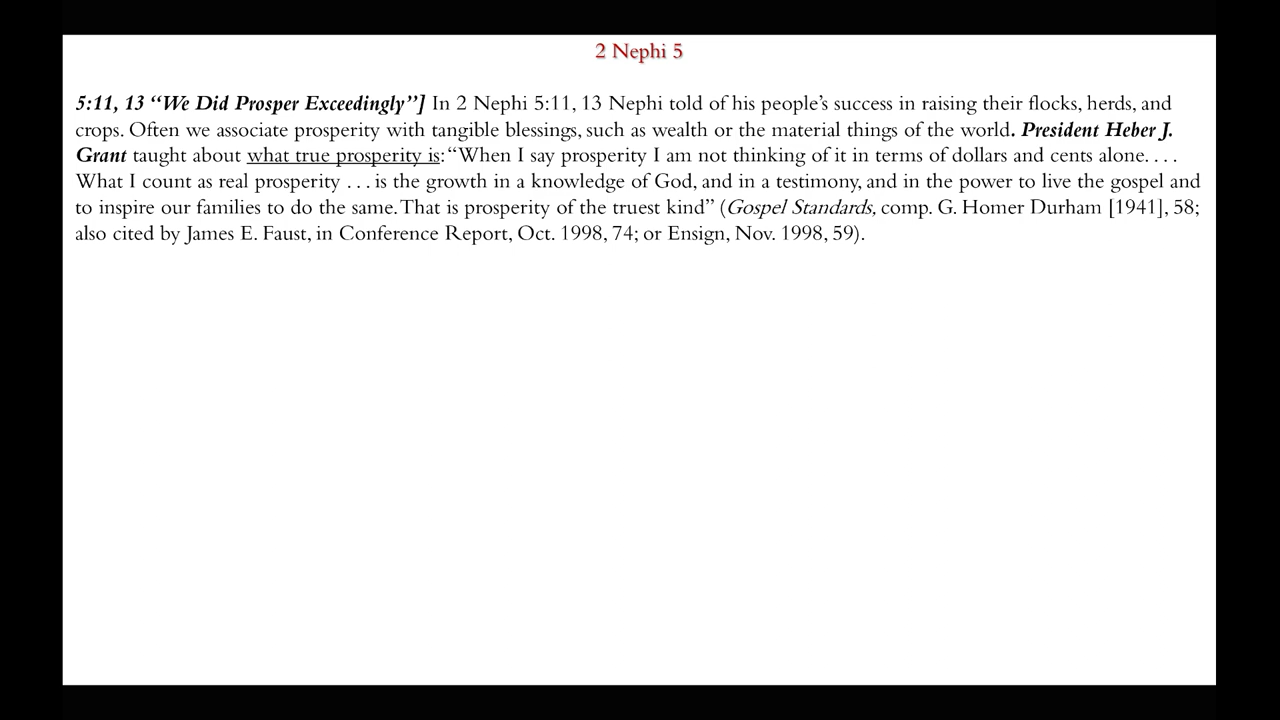 2 Nephi 5
5:11, 13 “We Did Prosper Exceedingly”] In 2 Nephi 5:11, 13 Nephi told of his people’s success in raising their flocks, herds, and
crops. Often we associate prosperity with tangible blessings, such as wealth or the material things of the world. President Heber J.
Grant taught about what true prosperity is: “When I say prosperity I am not thinking of it in terms of dollars and cents alone. . . .
What I count as real prosperity . . . is the growth in a knowledge of God, and in a testimony, and in the power to live the gospel and
to inspire our families to do the same. That is prosperity of the truest kind” (Gospel Standards, comp. G. Homer Durham [1941], 58;
also cited by James E. Faust, in Conference Report, Oct. 1998, 74; or Ensign, Nov. 1998, 59).